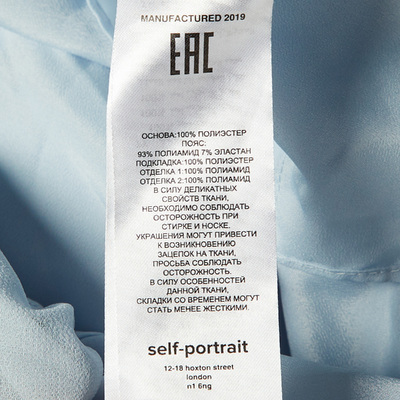 MANUFACTURED 2019
EAC
ОСНОВА:100% ПОЛИЭСТЕР
ПОЯС:
93% ПОЛИАМИД 7% ЭЛАСТАН
ПОДКЛАДКА:100% ПОЛИЭСТЕР
ОТДЕЛКА 1:100% ПОЛИАМИД
ОТДЕЛКА 2:100% ПОЛИАМИД
В СИЛУ ДЕЛИКАТНЫХ
СВОЙСТВ ТКАНИ,
НЕОБХОДИМО СОБЛЮДАТЬ
ОСТОРОЖНОСТЬ ПРИ
СТИРКЕ И НОСКЕ.
УКРАШЕНИЯ МОГУТ ПРИВЕСТИ
К ВОЗНИКНОВЕНИЮ
ЗАЦЕПОК НА ТКАНИ,
ПРОСЬБА СОБЛЮДАТЬ
ОСТОРОЖНОСТЬ.
В СИЛУ ОСОБЕННОСТЕЙ
ДАННОЙ ТКАНИ,
СКЛАДКИ СО ВРЕМЕНЕМ МОГУТ
СТАТЬ МЕНЕЕ ЖЕСТКИМИ.
self-portrait
12-18 hoxton street
london
n1 6ng